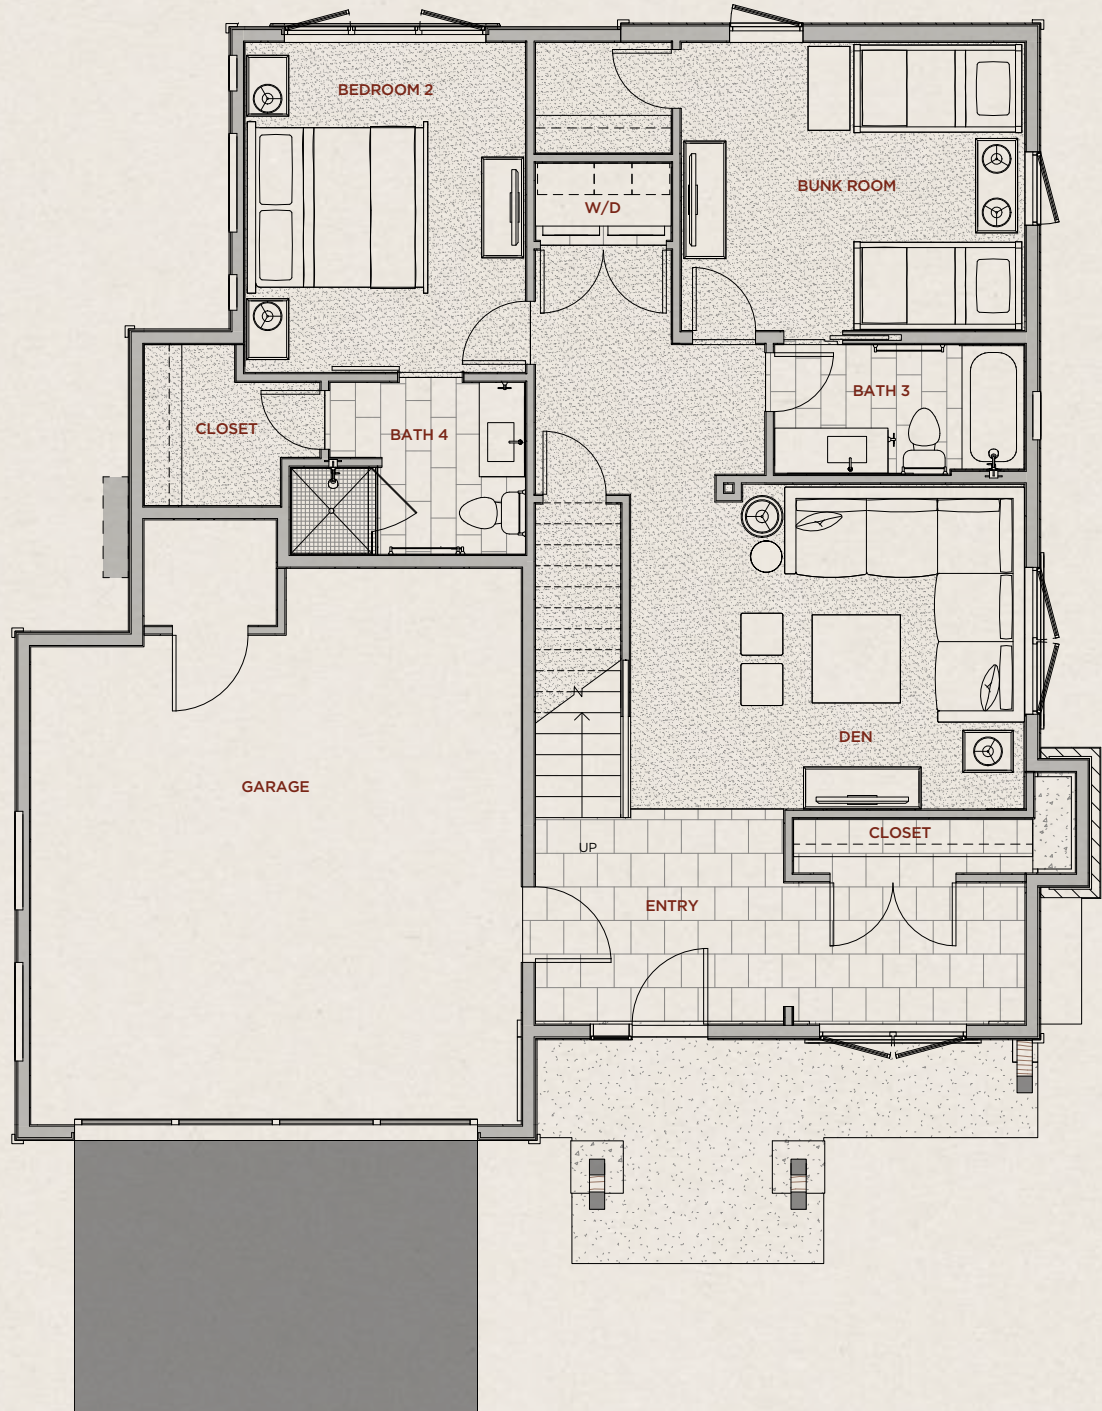 BEDROOM 2
BUNK ROOM
W/D
BATH 3
CLOSET
BATH 4
DEN
GARAGE
CLOSET
UP
ENTRY